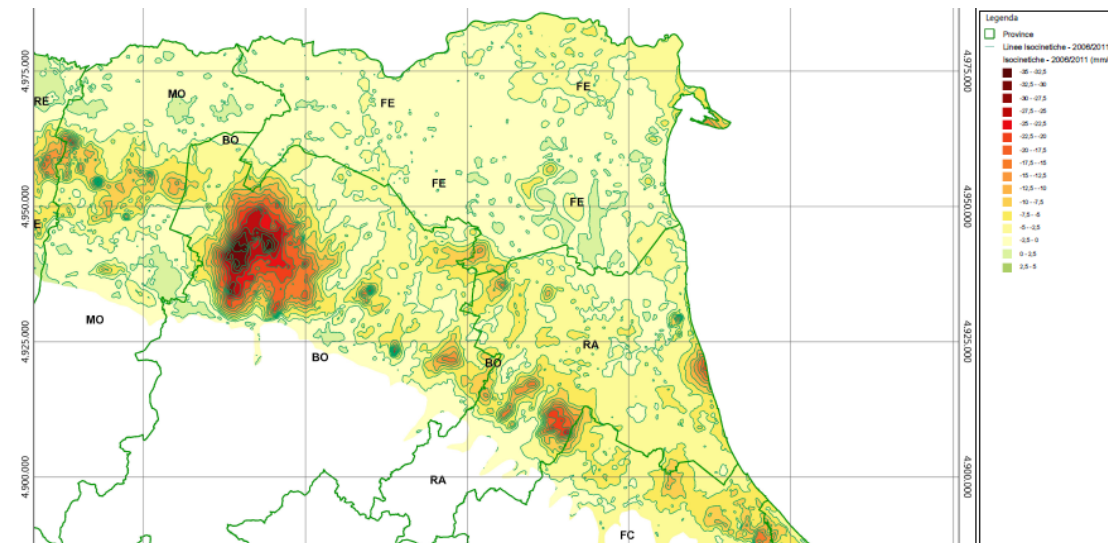 Legenda
Province
Linee Isocinetiche - 2006/2011
Isocinetiche - 2006/2011
-35 - -32,5
-32,5 - -30
-30 - -27,5
-27,5 - -25
-25 - -22,5
-22,5 - -20
-20 - -17,5
-17,5 - -15
-15 - -12,5
-12,5 - -10
-10 - -7,5
-7,5 - -5
-5 - -2,5
-2,5 - 0
0 - 2,5
2,5 - 5
4.975.000
4.975.000
FE
RE
MO
FE
BO
FE
4.950.000
FE
4.950.000
E
MO
4.925.000
BO
BO
RA
4.925.000
4.900.000
RA
4.900.000
FC